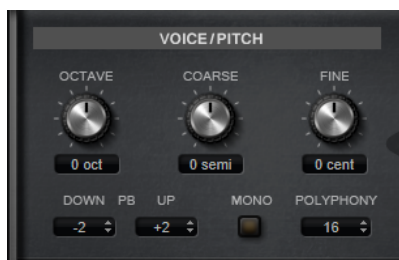 VOICE/PITCH
OCTAVE COARSE FINE
0 oct 0 semi 0 cent
DOWN PB UP MONO POLYPHONY
-2 +2 16